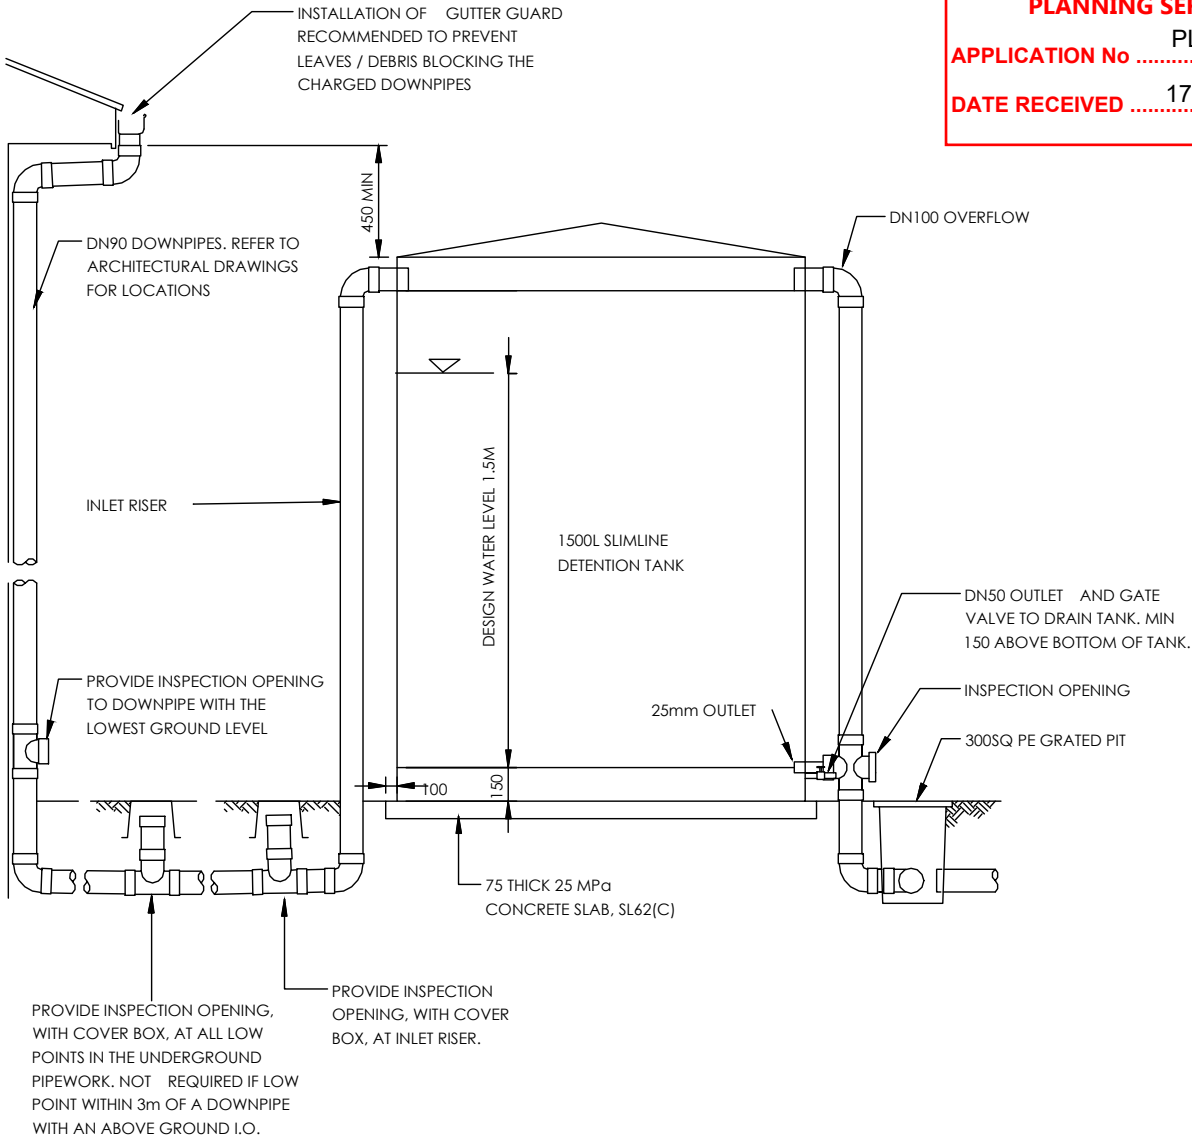 INSTALLATION OF GUTTER GUARD
RECOMMENDED TO PREVENT
LEAVES / DEBRIS BLOCKING THE
CHARGED DOWNPIPES
APPLICATION No ..........
DATE RECEIVED ........... 17
450 MIN
DN90 DOWNPIPES. REFER TO
ARCHITECTURAL DRAWINGS
FOR LOCATIONS
DN100 OVERFLOW
INLET RISER
DESIGN WATER LEVEL 1.5M
1500L SLIMLINE
DETENTION TANK
DN50 OUTLET AND GATE
VALVE TO DRAIN TANK. MIN
150 ABOVE BOTTOM OF TANK.
PROVIDE INSPECTION OPENING
TO DOWNPIPE WITH THE
LOWEST GROUND LEVEL
25mm OUTLET
INSPECTION OPENING
300SQ PE GRATED PIT
100
150
75 THICK 25 MPa
CONCRETE SLAB, SL62(C)
PROVIDE INSPECTION OPENING,
WITH COVER BOX, AT ALL LOW
POINTS IN THE UNDERGROUND
PIPEWORK. NOT REQUIRED IF LOW
POINT WITHIN 3m OF A DOWNPIPE
WITH AN ABOVE GROUND I.O.
PROVIDE INSPECTION
OPENING, WITH COVER
BOX, AT INLET RISER.